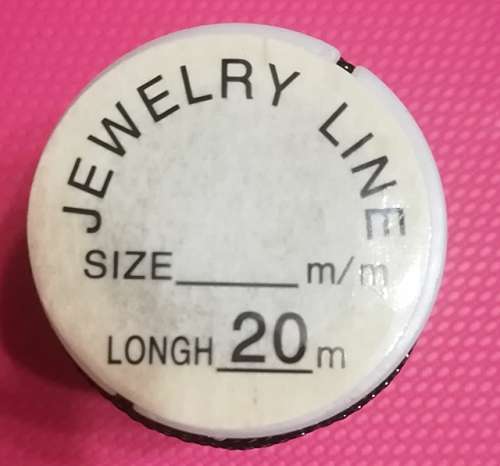 JEWELRY LINE
SIZE______m/m
LONGH 20 m